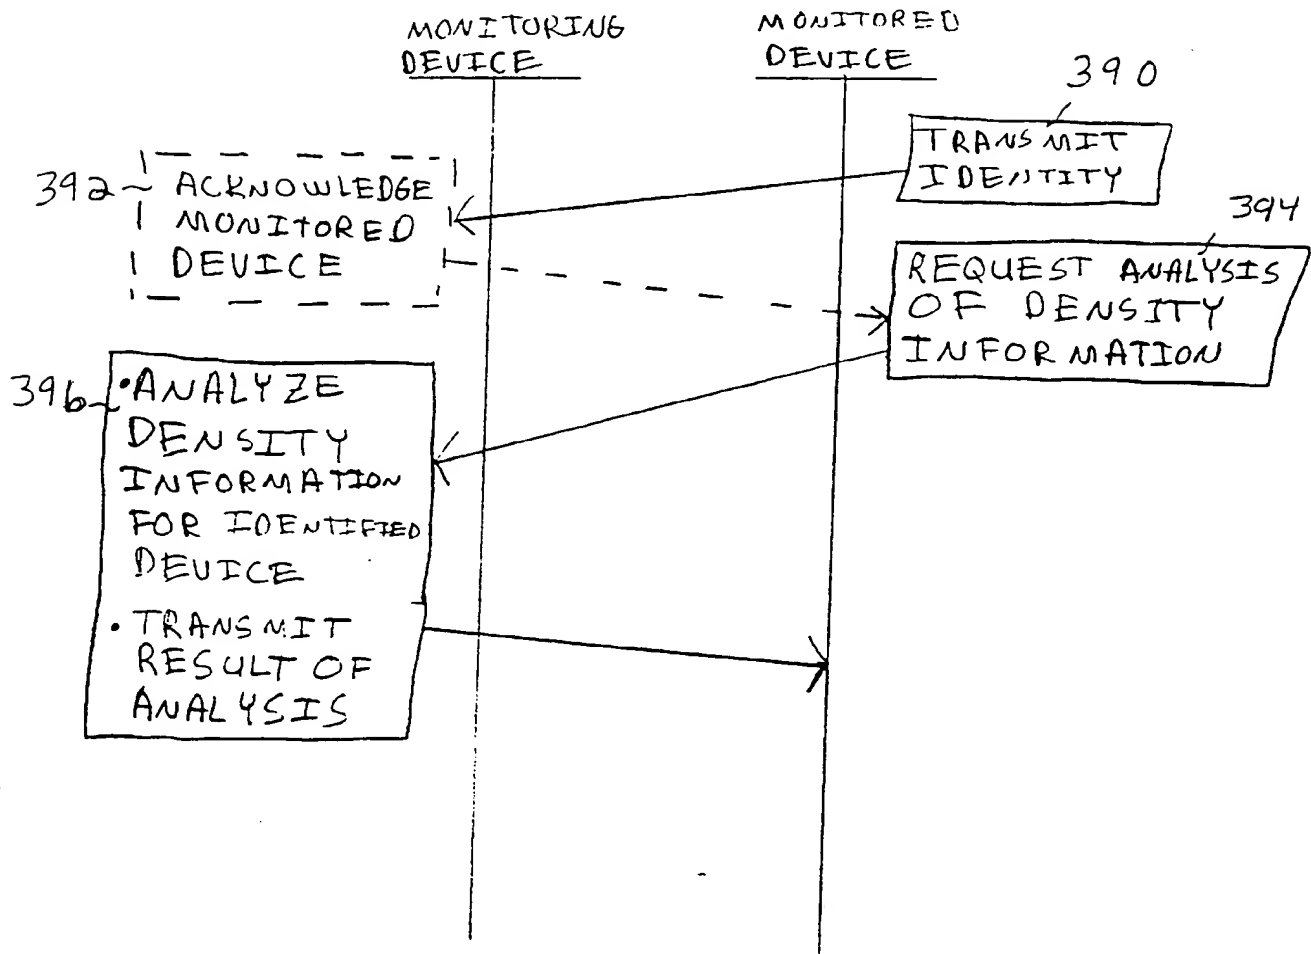 MONITORING
DEVICE
MONITORED
DEVICE
390
TRANSMIT
IDENTITY
392
ACKNOWLEDGE
MONITORED
DEVICE
394
REQUEST ANALYSIS
OF DENSITY
INFORMATION
396
• ANALYZE
DENSITY
INFORMATION
FOR IDENTIFIED
DEVICE
• TRANSMIT
RESULT OF
ANALYSIS